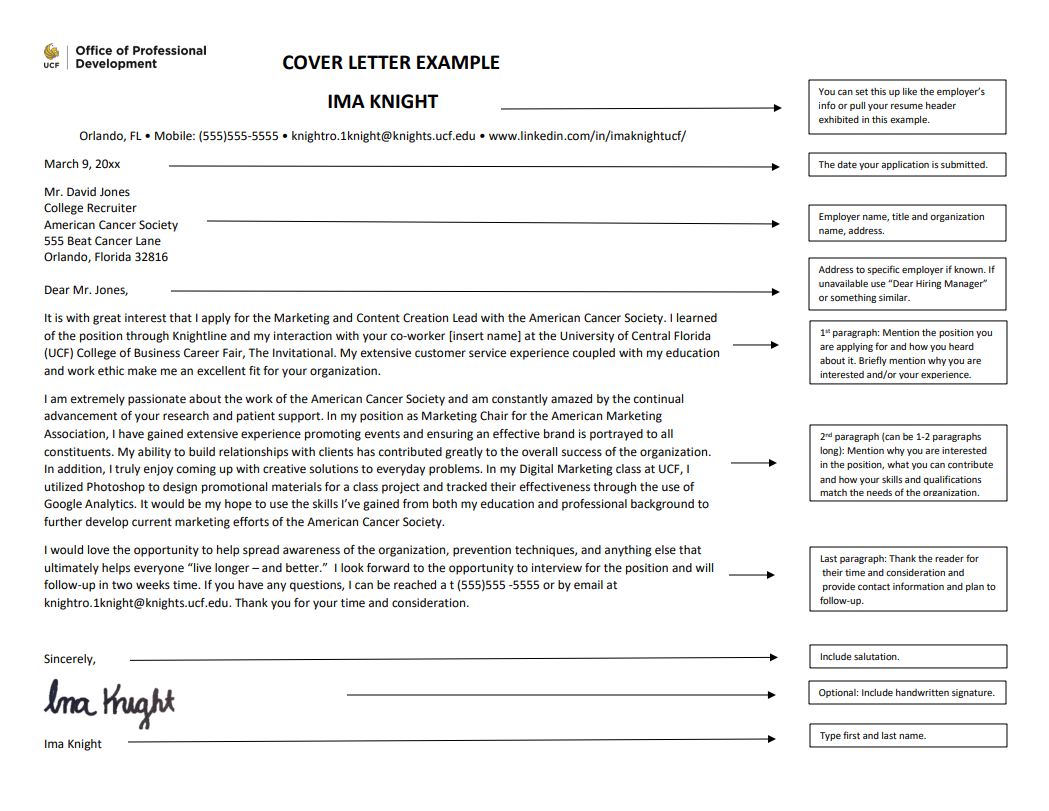 UCF
Office of Professional
Development
COVER LETTER EXAMPLE
IMA KNIGHT
Orlando, FL • Mobile: (555)555-5555 • knightro.1knight@knights.ucf.edu • www.linkedin.com/in/imaknightucf/
You can set this up like the employer's
info or pull your resume header
exhibited in this example.
March 9, 20xx
The date your application is submitted.
Mr. David Jones
College Recruiter
American Cancer Society
555 Beat Cancer Lane
Orlando, Florida 32816
Employer name, title and organization
name, address.
Dear Mr. Jones,
Address to specific employer if known. If
unavailable use "Dear Hiring Manager"
or something similar.
It is with great interest that I apply for the Marketing and Content Creation Lead with the American Cancer Society. I learned
of the position through Knightline and my interaction with your co-worker [insert name] at the University of Central Florida
(UCF) College of Business Career Fair, The Invitational. My extensive customer service experience coupled with my education
and work ethic make me an excellent fit for your organization.
1st paragraph: Mention the position you
are applying for and how you heard
about it. Briefly mention why you are
interested and/or your experience.
I am extremely passionate about the work of the American Cancer Society and am constantly amazed by the continual
advancement of your research and patient support. In my position as Marketing Chair for the American Marketing
Association, I have gained extensive experience promoting events and ensuring an effective brand is portrayed to all
constituents. My ability to build relationships with clients has contributed greatly to the overall success of the organization.
In addition, I truly enjoy coming up with creative solutions to everyday problems. In my Digital Marketing class at UCF, I
utilized Photoshop to design promotional materials for a class project and tracked their effectiveness through the use of
Google Analytics. It would be my hope to use the skills I've gained from both my education and professional background to
further develop current marketing efforts of the American Cancer Society.
2nd paragraph (can be 1-2 paragraphs
long): Mention why you are interested
in the position, what you can contribute
and how your skills and qualifications
match the needs of the organization.
I would love the opportunity to help spread awareness of the organization, prevention techniques, and anything else that
ultimately helps everyone "live longer – and better."  I look forward to the opportunity to interview for the position and will
follow-up in two weeks time. If you have any questions, I can be reached a t (555)555 -5555 or by email at
knightro.1knight@knights.ucf.edu. Thank you for your time and consideration.
Last paragraph: Thank the reader for
their time and consideration and
provide contact information and plan to
follow-up.
Sincerely,
Include salutation.
Ima Knight
Optional: Include handwritten signature.
Ima Knight
Type first and last name.